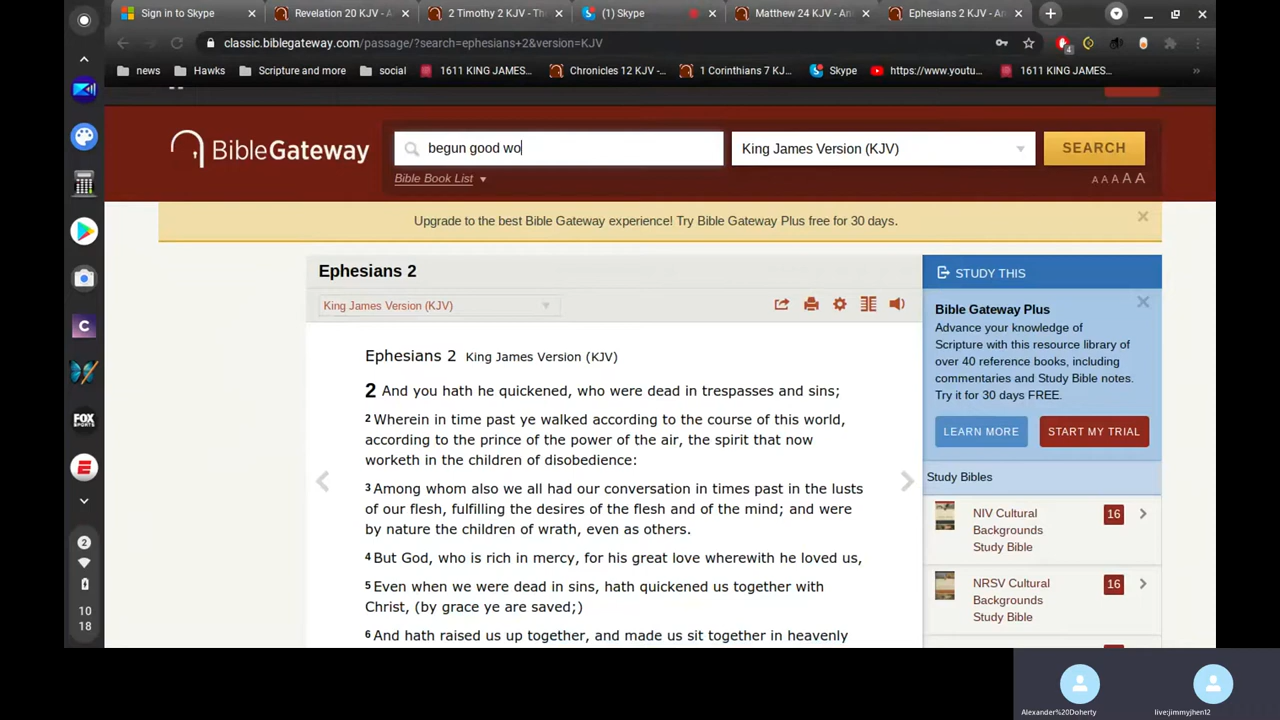 Sign in to Skype
Revelation 20 KJV - A
2 Timothy 2 KJV - Th
(1) Skype
Matthew 24 KJV - An
Ephesians 2 KJV - An
classic.biblegateway.com/passage/?search=ephesians+2&version=KJV
4
news
Hawks
Scripture and more
social
1611 KING JAMES...
Chronicles 12 KJV -...
1 Corinthians 7 KJ...
Skype
https://www.youtu...
1611 KING JAMES...
»
BibleGateway
begun good wo
King James Version (KJV)
SEARCH
Bible Book List
A A A A A
Upgrade to the best Bible Gateway experience! Try Bible Gateway Plus free for 30 days.
Ephesians 2
King James Version (KJV)
Ephesians 2 King James Version (KJV)
2 And you hath he quickened, who were dead in trespasses and sins;
2 Wherein in time past ye walked according to the course of this world,
according to the prince of the power of the air, the spirit that now
worketh in the children of disobedience:
3 Among whom also we all had our conversation in times past in the lusts
of our flesh, fulfilling the desires of the flesh and of the mind; and were
by nature the children of wrath, even as others.
4 But God, who is rich in mercy, for his great love wherewith he loved us,
5 Even when we were dead in sins, hath quickened us together with
Christ, (by grace ye are saved;)
6 And hath raised us up together, and made us sit together in heavenly
STUDY THIS
Bible Gateway Plus
Advance your knowledge of
Scripture with this resource library of
over 40 reference books, including
commentaries and Study Bible notes.
Try it for 30 days FREE.
LEARN MORE
START MY TRIAL
Study Bibles
NIV Cultural
Backgrounds
Study Bible
16
NRSV Cultural
Backgrounds
Study Bible
16
C
FOX
SPORTS
E
2
10
18
Alexander%20Doherty
live:jimmyjhen12